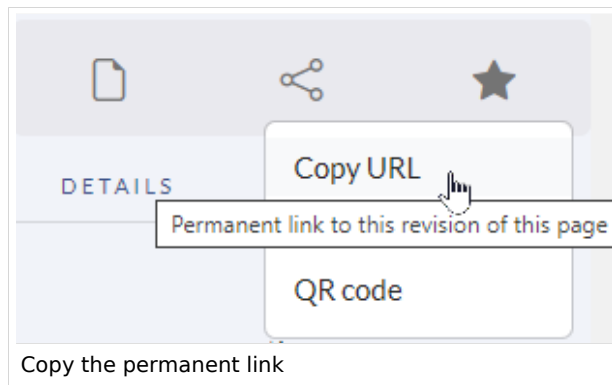 Copy URL
DETAILS
Permanent link to this revision of this page
QR code
Copy the permanent link